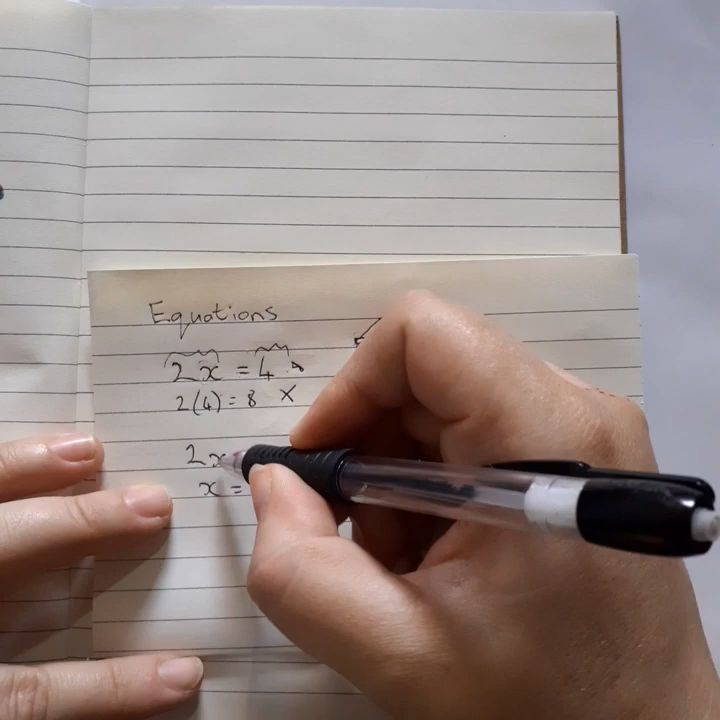 Equations
2x = 4
2(4) = 8 X
2x
x =